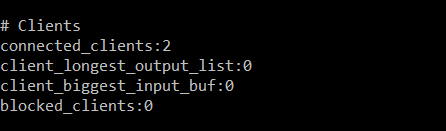 # Clients
connected_clients:2
client_longest_output_list:0
client_biggest_input_buf:0
blocked_clients:0